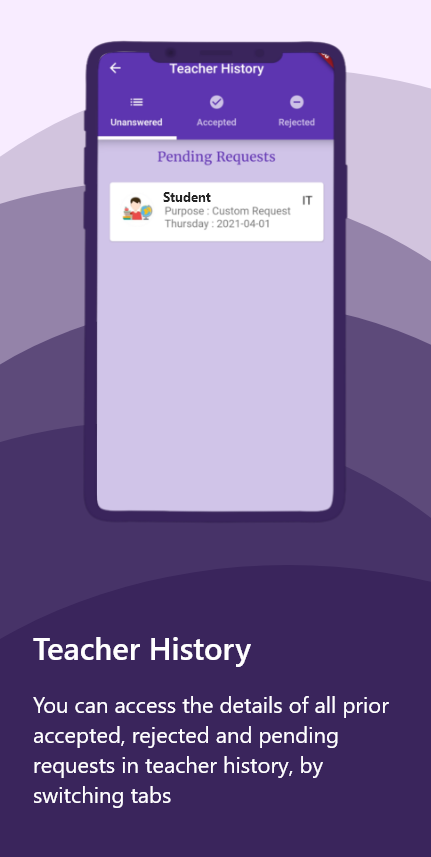 Teacher History
Unanswered Accepted Rejected
Pending Requests
Student IT
Purpose : Custom Request
Thursday : 2021-04-01
Teacher History
You can access the details of all prior
accepted, rejected and pending
requests in teacher history, by
switching tabs